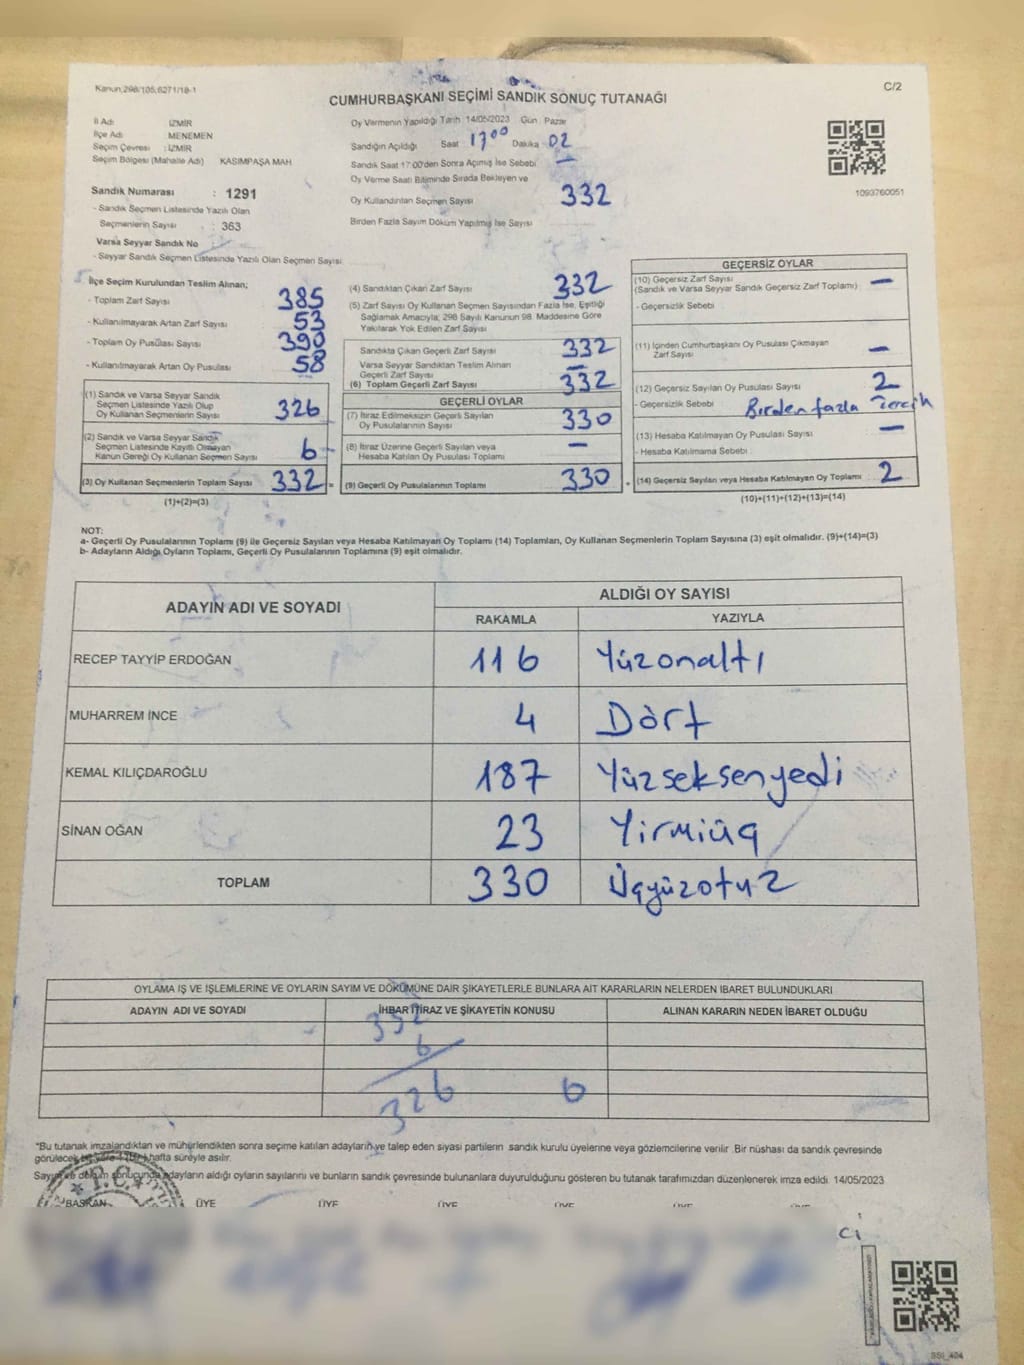 Kanun,298/105,6271/18-1
C/2
CUMHURBAŞKANI SEÇİMİ SANDIK SONUÇ TUTANAĞI
İl Adı : İZMİR
İlçe Adı : MENEMEN
Seçim Çevresi : İZMİR
Seçim Bölgesi (Mahalle Adı) KASIMPAŞA MAH
Sandık Numarası : 1291
- Sandık Seçmen Listesinde Yazılı Olan
Seçmenlerin Sayısı : 363
Varsa Seyyar Sandık No
- Seyyar Sandık Seçmen Listesinde Yazılı Olan Seçmen Sayısı:
Oy Vermenin Yapıldığı Tarih 14/05/2023 Gün : Pazar
Sandığın Açıldığı Saat : 17 00 Dakika : 02
Sandık Saat 17:00'den Sonra Açılmış İse Sebebi : —
Oy Verme Saati Bitiminde Sırada Bekleyen ve
Oy Kullandırılan Seçmen Sayısı 332
Birden Fazla Sayım Döküm Yapılmış İse Sayısı
1093760051
İlçe Seçim Kurulundan Teslim Alınan;
- Toplam Zarf Sayısı 385
- Kullanılmayarak Artan Zarf Sayısı 53
- Toplam Oy Pusulası Sayısı 390
- Kullanılmayarak Artan Oy Pusulası 58
(1) Sandık ve Varsa Seyyar Sandık
Seçmen Listesinde Yazılı Olup
Oy Kullanan Seçmenlerin Sayısı 326
(2) Sandık ve Varsa Seyyar Sandık
Seçmen Listesinde Kayıtlı Olmayan
Kanun Gereği Oy Kullanan Seçmen Sayısı 6
(3) Oy Kullanan Seçmenlerin Toplam Sayısı 332 =
(1)+(2)=(3)
(4) Sandıktan Çıkan Zarf Sayısı 332
(5) Zarf Sayısı Oy Kullanan Seçmen Sayısından Fazla İse, Eşitliği
Sağlamak Amacıyla; 298 Sayılı Kanunun 98. Maddesine Göre
Yakılarak Yok Edilen Zarf Sayısı
Sandıkta Çıkan Geçerli Zarf Sayısı 332
Varsa Seyyar Sandıktan Teslim Alınan
Geçerli Zarf Sayısı —
(6) Toplam Geçerli Zarf Sayısı 332
GEÇERLİ OYLAR
(7) İtiraz Edilmeksizin Geçerli Sayılan
Oy Pusulalarının Sayısı 330
(8) İtiraz Üzerine Geçerli Sayılan veya
Hesaba Katılan Oy Pusulası Toplamı —
(9) Geçerli Oy Pusulalarının Toplamı 330 +
GEÇERSİZ OYLAR
(10) Geçersiz Zarf Sayısı
(Sandık ve Varsa Seyyar Sandık Geçersiz Zarf Toplamı) —
- Geçersizlik Sebebi :
(11) İçinden Cumhurbaşkanı Oy Pusulası Çıkmayan
Zarf Sayısı —
(12) Geçersiz Sayılan Oy Pusulası Sayısı 2
- Geçersizlik Sebebi : Birden fazla Tercih
(13) Hesaba Katılmayan Oy Pusulası Sayısı —
- Hesaba Katılmama Sebebi :
(14) Geçersiz Sayılan veya Hesaba Katılmayan Oy Toplamı 2
(10)+(11)+(12)+(13)=(14)
NOT:
a- Geçerli Oy Pusulalarının Toplamı (9) ile Geçersiz Sayılan veya Hesaba Katılmayan Oy Toplamı (14) Toplamları, Oy Kullanan Seçmenlerin Toplam Sayısına (3) eşit olmalıdır. (9)+(14)=(3)
b- Adayların Aldığı Oyların Toplamı, Geçerli Oy Pusulalarının Toplamına (9) eşit olmalıdır.
ADAYIN ADI VE SOYADI
ALDIĞI OY SAYISI
RAKAMLA YAZIYLA
RECEP TAYYİP ERDOĞAN 116 Yüzonaltı
MUHARREM İNCE 4 Dört
KEMAL KILIÇDAROĞLU 187 Yüzseksenyedi
SİNAN OĞAN 23 Yirmiüç
TOPLAM 330 Üçyüzotuz
OYLAMA İŞ VE İŞLEMLERİNE VE OYLARIN SAYIM VE DÖKÜMÜNE DAİR ŞİKAYETLERLE BUNLARA AİT KARARLARIN NELERDEN İBARET BULUNDUKLARI
ADAYIN ADI VE SOYADI İHBAR İTİRAZ VE ŞİKAYETİN KONUSU ALINAN KARARIN NEDEN İBARET OLDUĞU
332
6
326 6
"Bu tutanak imzalandıktan ve mühürlendikten sonra seçime katılan adayların ve talep eden siyasi partilerin sandık kurulu üyelerine veya gözlemcilerine verilir. Bir nüshası da sandık çevresinde
görülecek bir yere 1 (Bir) hafta süreyle asılır.
Sayım ve döküm sonucunda adayların aldığı oyların sayılarını ve bunların sandık çevresinde bulunanlara duyurulduğunu gösteren bu tutanak tarafımızdan düzenlenerek imza edildi. 14/05/2023
T.C.
BAŞKAN ÜYE ÜYE ÜYE ÜYE ÜYE ÜYE